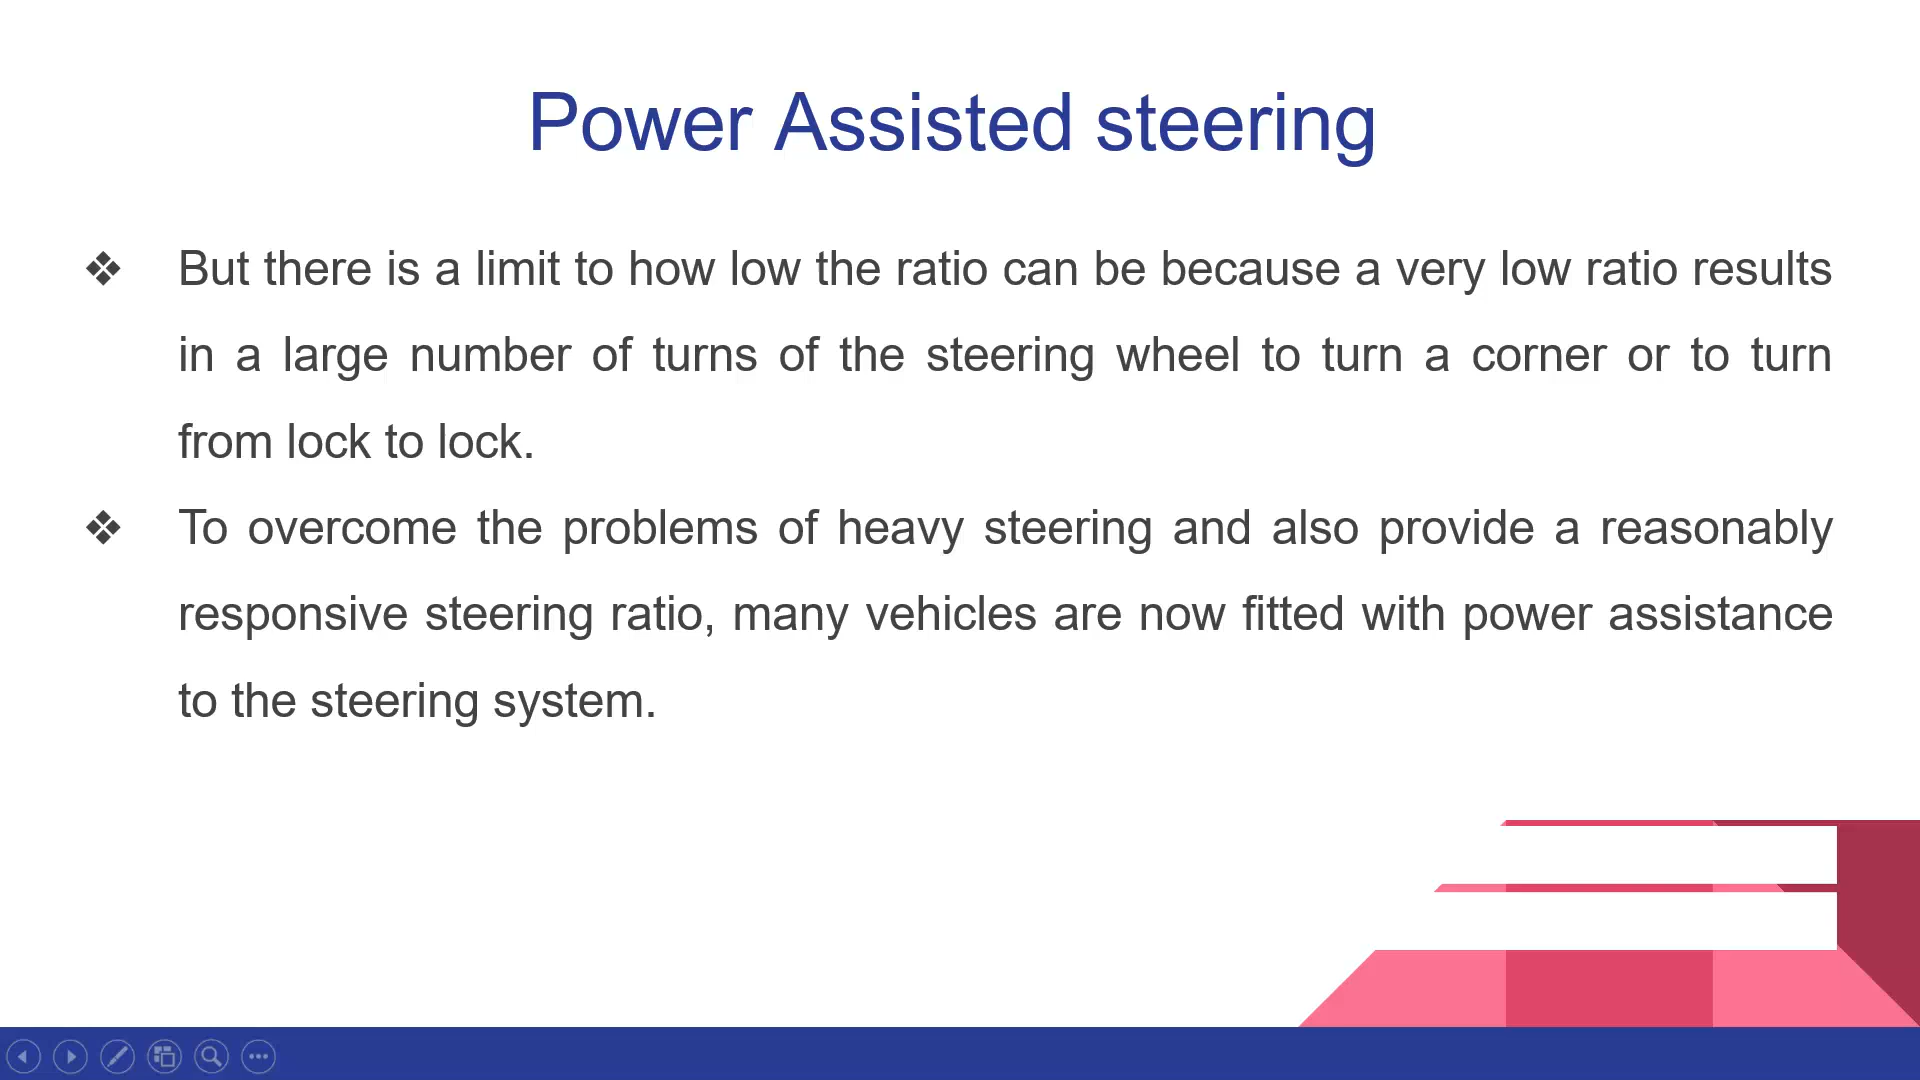 Power Assisted steering
❖ But there is a limit to how low the ratio can be because a very low ratio results
in a large number of turns of the steering wheel to turn a corner or to turn
from lock to lock.
❖ To overcome the problems of heavy steering and also provide a reasonably
responsive steering ratio, many vehicles are now fitted with power assistance
to the steering system.